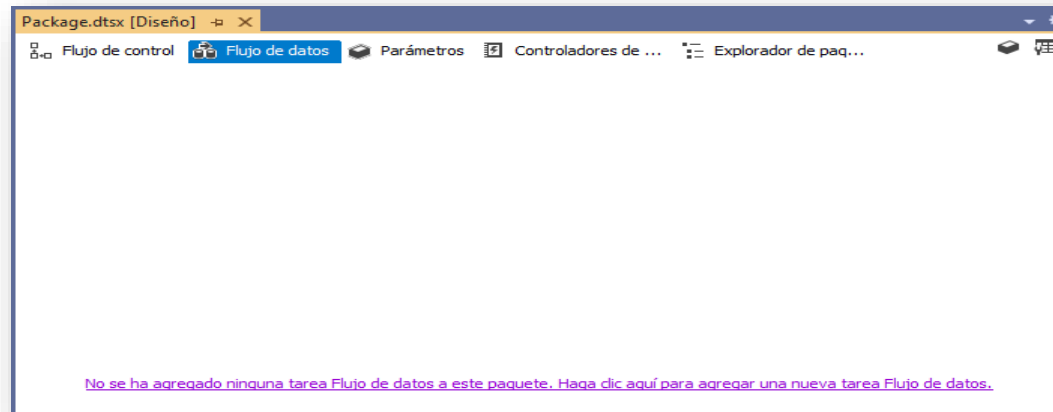 Package.dtsx [Diseño]
Flujo de control Flujo de datos Parámetros Controladores de ... Explorador de paq...
No se ha agregado ninguna tarea Flujo de datos a este paquete. Haga clic aquí para agregar una nueva tarea Flujo de datos.